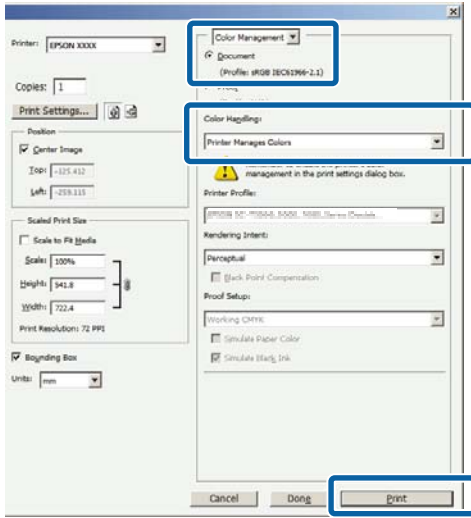 Printer: EPSON XXXX
Copies: 1
Print Settings...
Position
Center Image
Top: -125.412
Left: -259.115
Scaled Print Size
Scale to Fit Media
Scale: 100%
Height: 541.8
Width: 722.4
Print Resolution: 72 PPI
Bounding Box
Units: mm
Color Management
Document
(Profile: sRGB IEC61966-2.1)
Color Handling:
Printer Manages Colors
management in the print settings dialog box.
Printer Profile:
Rendering Intent:
Perceptual
Black Point Compensation
Proof Setup:
Working CMYK
Simulate Paper Color
Simulate Black Ink
Cancel
Done
Print